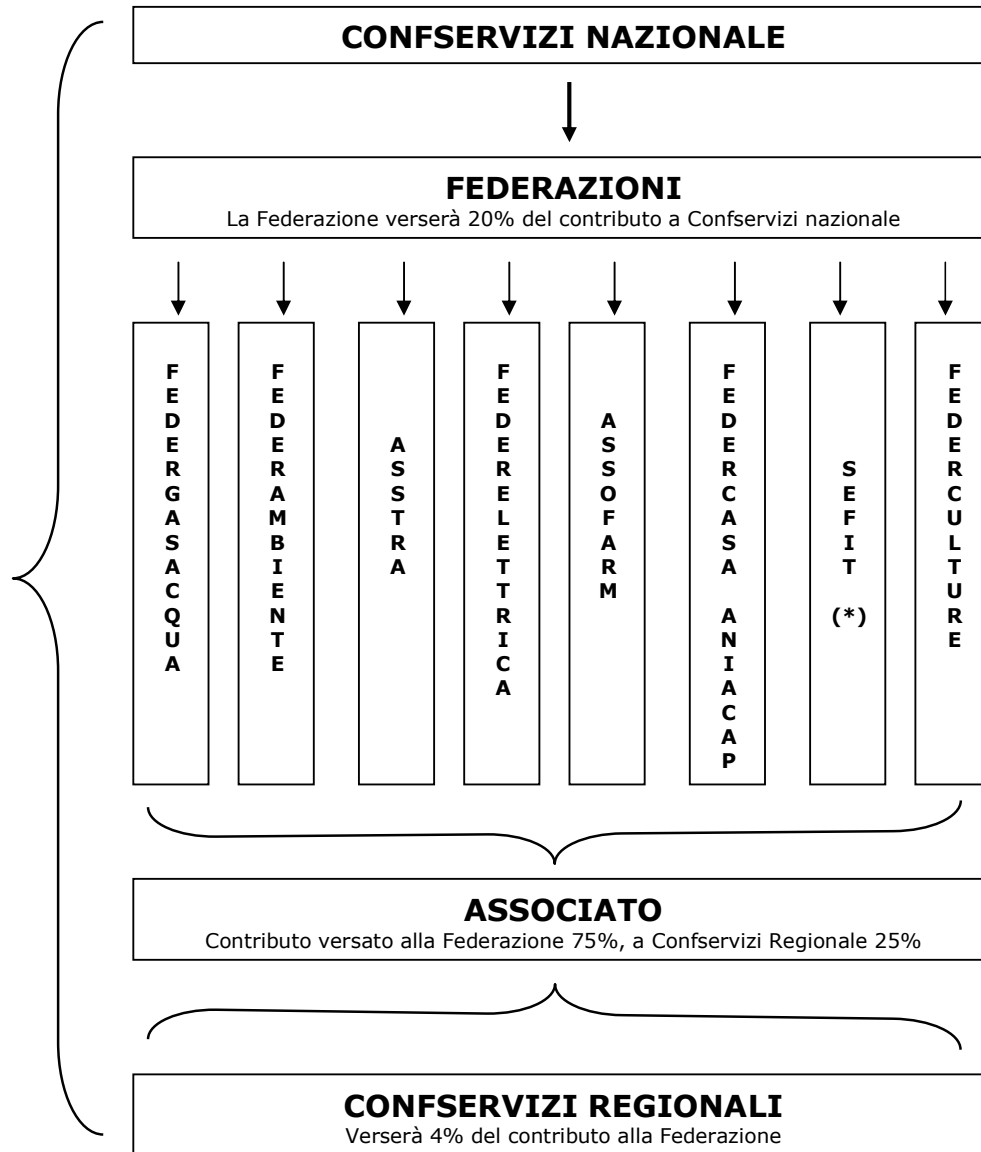 CONFSERVIZI NAZIONALE
FEDERAZIONI
La Federazione verserà 20% del contributo a Confservizi nazionale
FEDERGASACQUA
FEDERAMBIENTE
ASSTRA
FEDERELETTRICA
ASSOFARM
FEDERCASA ANIACAP
SEFIT (*)
FEDERCULTURE
ASSOCIATO
Contributo versato alla Federazione 75%, a Confservizi Regionale 25%
CONFSERVIZI REGIONALI
Verserà 4% del contributo alla Federazione